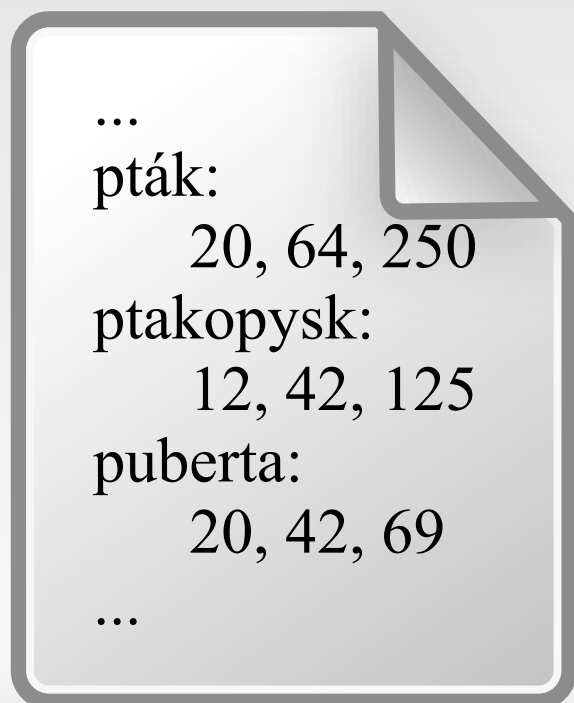 ...
pták:
20, 64, 250
ptakopysk:
12, 42, 125
puberta:
20, 42, 69
...